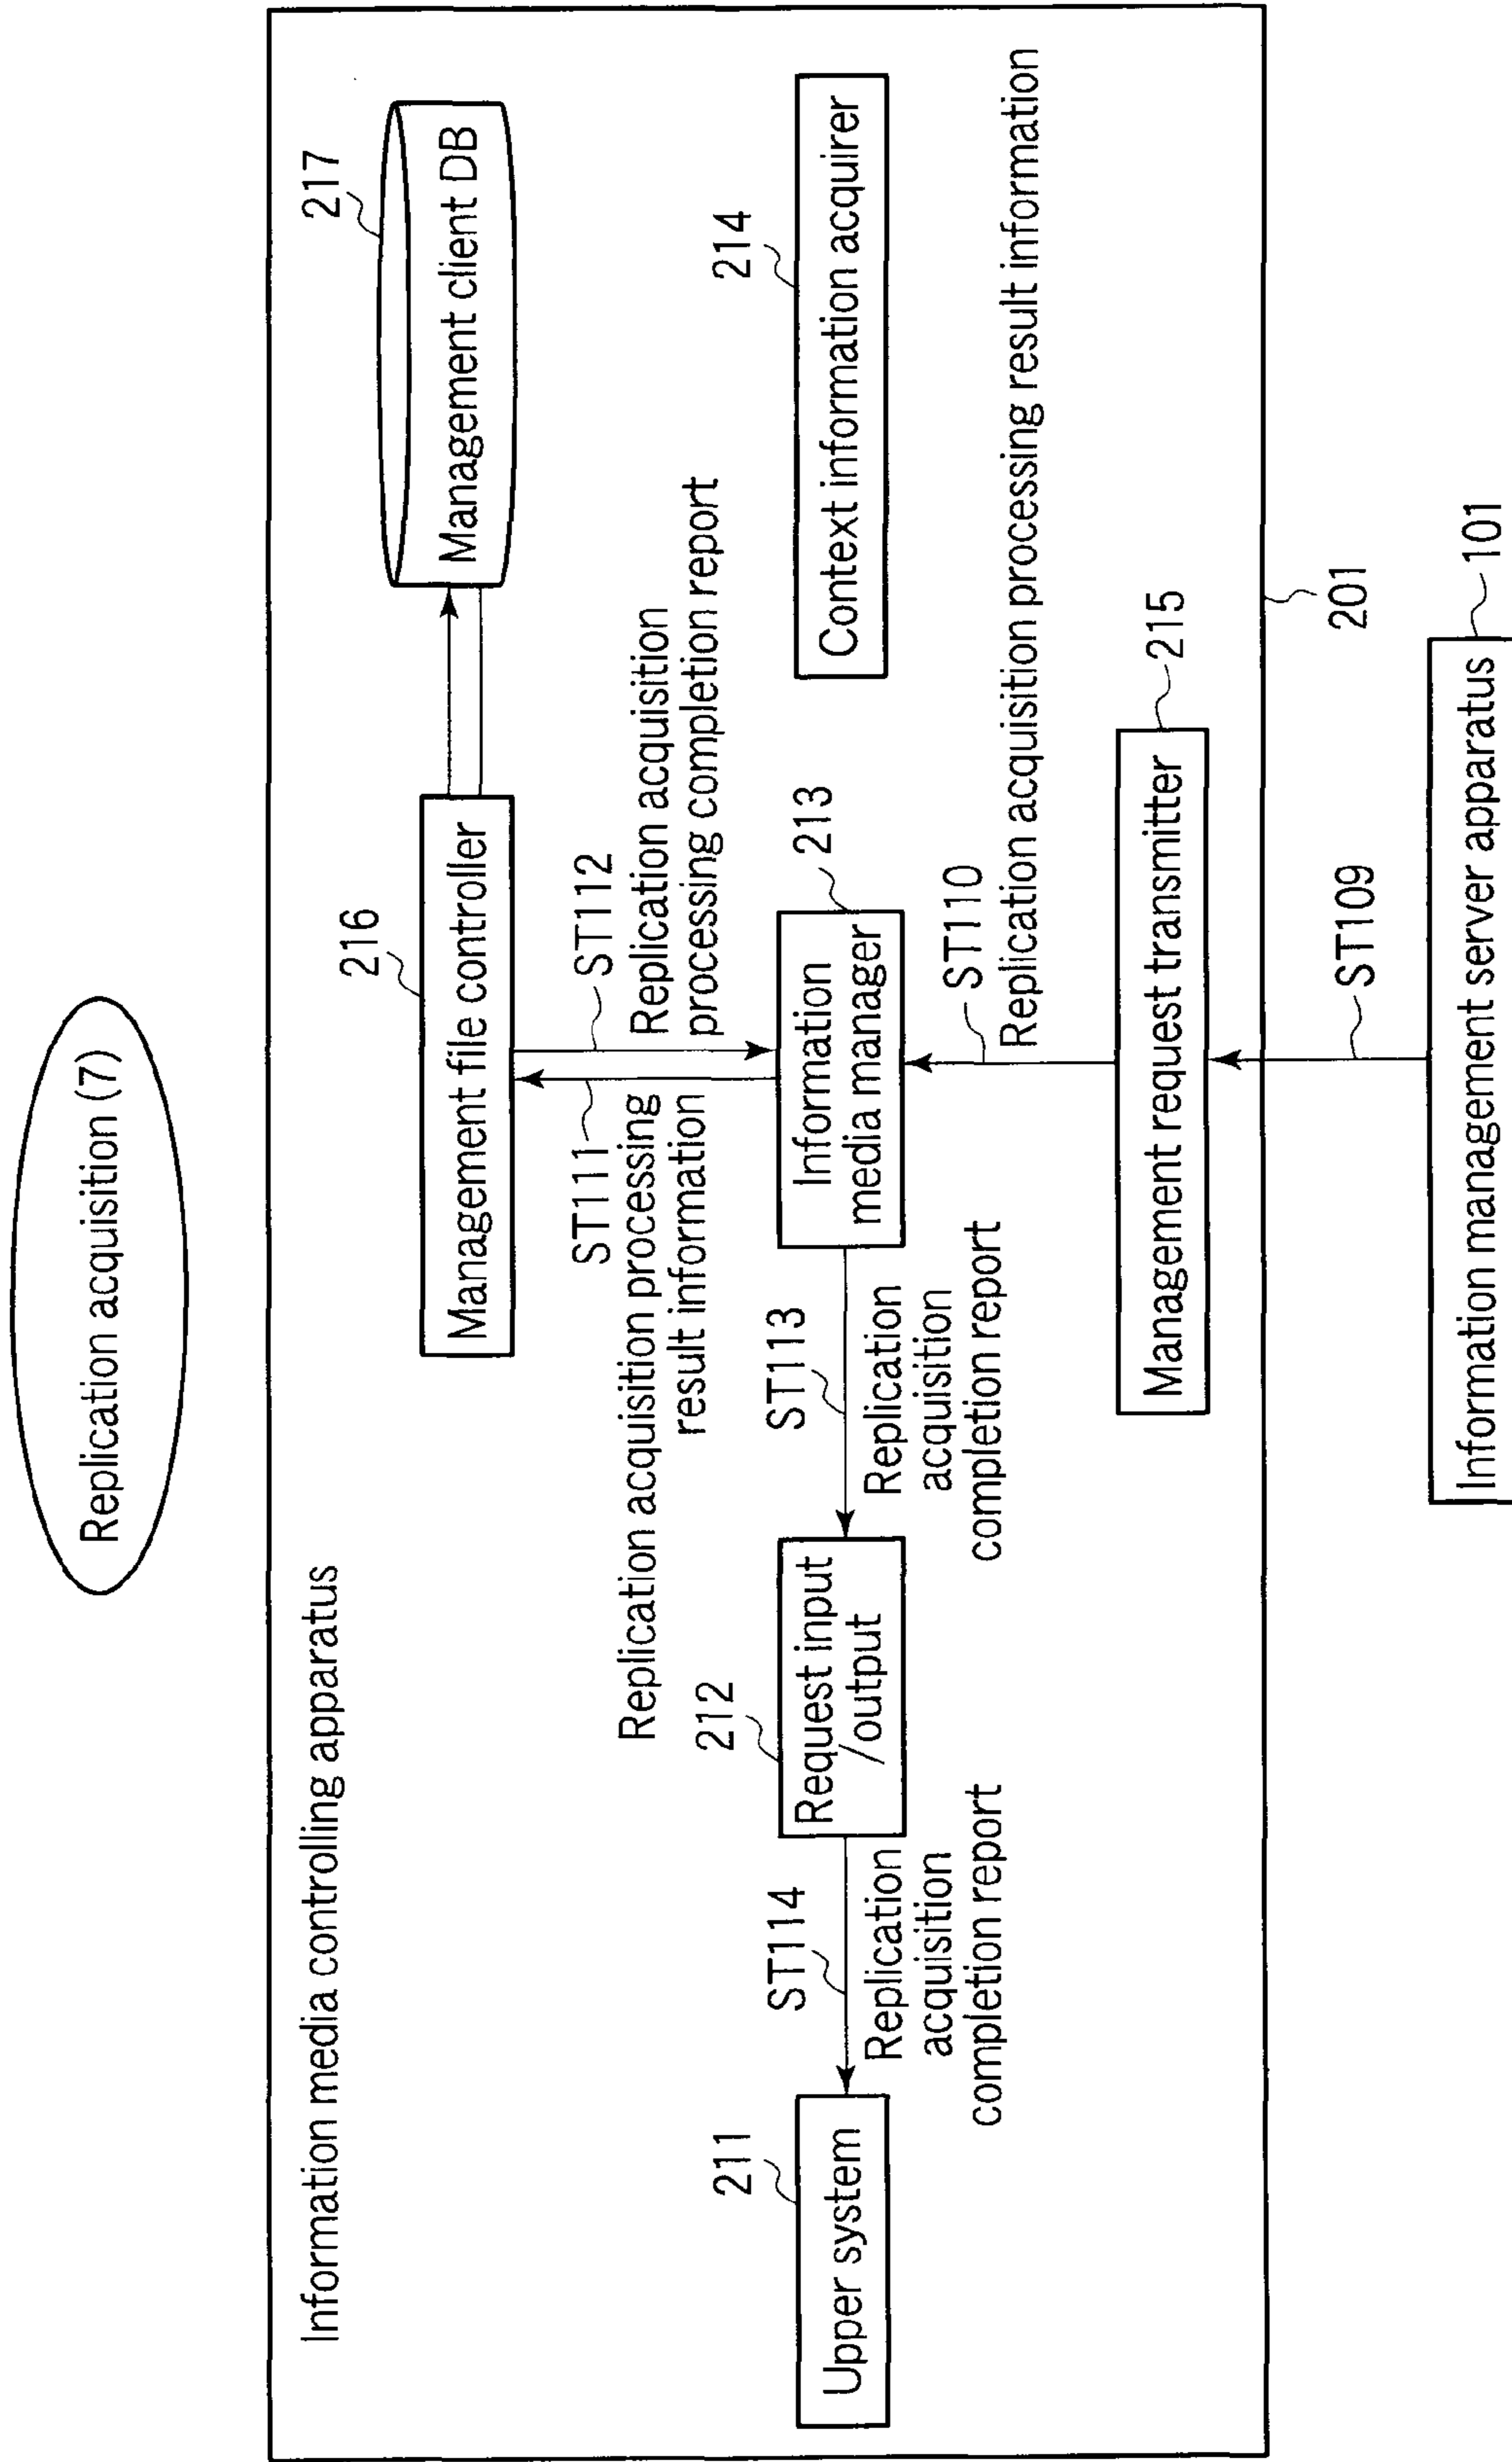 Replication acquisition (7)
Information media controlling apparatus
216
217
Management file controller
Management client DB
ST111
Replication acquisition processing
result information
ST112
Replication acquisition
processing completion report
211
Upper system
ST114
Replication
acquisition
completion report
212
Request input
/output
ST113
Replication
acquisition
completion report
213
Information
media manager
214
Context information acquirer
ST110
Replication acquisition processing result information
215
Management request transmitter
201
ST109
101
Information management server apparatus